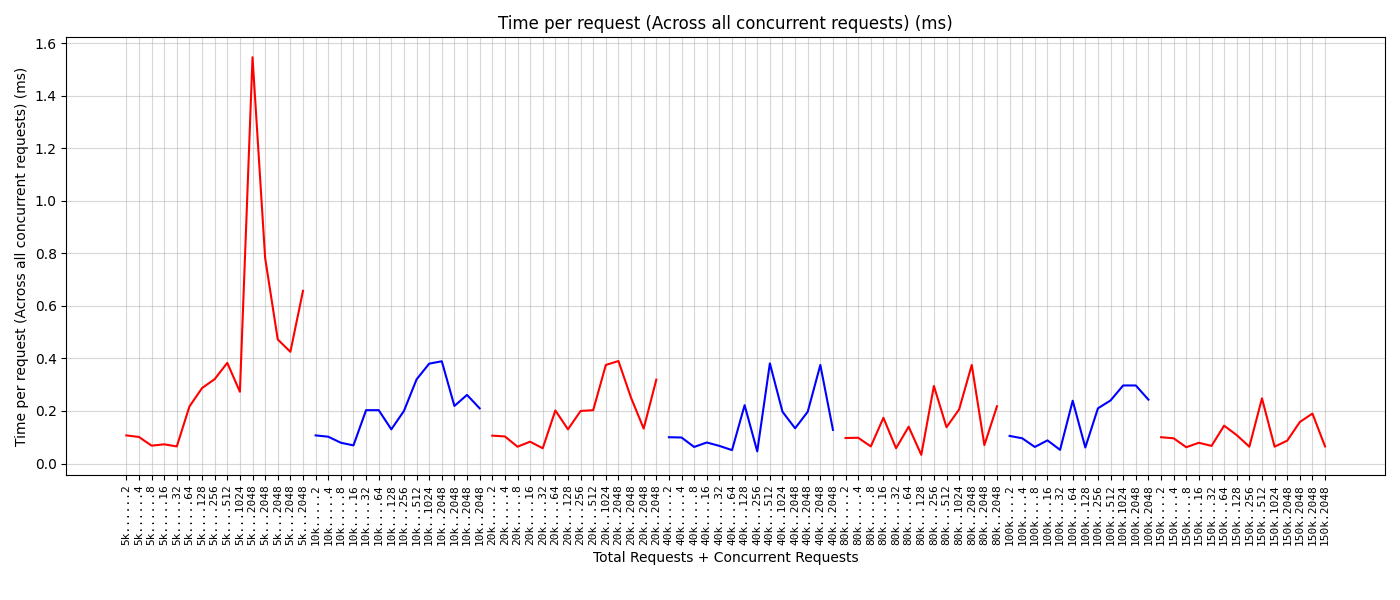 Time per request (Across all concurrent requests) (ms)
Time per request (Across all concurrent requests) (ms)
1.6
1.4
1.2
1.0
0.8
0.6
0.4
0.2
0.0
5k......2
5k......4
5k......8
5k.....16
5k.....32
5k.....64
5k....128
5k....256
5k....512
5k...1024
5k...2048
5k...2048
5k...2048
5k...2048
5k...2048
10k.....2
10k.....4
10k.....8
10k....16
10k....32
10k....64
10k...128
10k...256
10k...512
10k..1024
10k..2048
10k..2048
10k..2048
10k..2048
20k.....2
20k.....4
20k.....8
20k....16
20k....32
20k....64
20k...128
20k...256
20k...512
20k..1024
20k..2048
20k..2048
20k..2048
20k..2048
40k.....2
40k.....4
40k.....8
40k....16
40k....32
40k....64
40k...128
40k...256
40k...512
40k..1024
40k..2048
40k..2048
40k..2048
40k..2048
80k.....2
80k.....4
80k.....8
80k....16
80k....32
80k....64
80k...128
80k...256
80k...512
80k..1024
80k..2048
80k..2048
80k..2048
100k....2
100k....4
100k....8
100k...16
100k...32
100k...64
100k..128
100k..256
100k..512
100k.1024
100k.2048
100k.2048
150k....2
150k....4
150k....8
150k...16
150k...32
150k...64
150k..128
150k..256
150k..512
150k.1024
150k.2048
150k.2048
150k.2048
150k.2048
Total Requests + Concurrent Requests